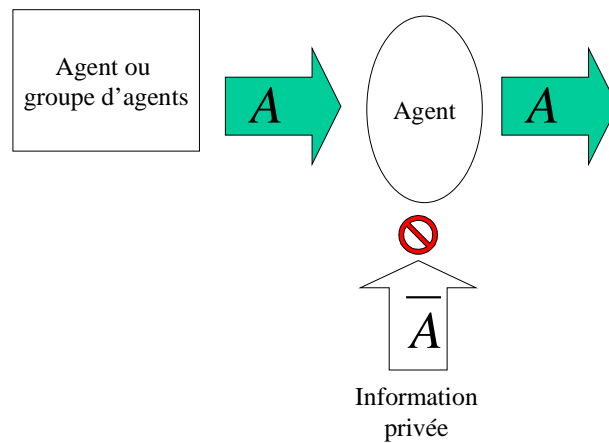 Agent ou
groupe d'agents
A
Agent
A
A̅
Information
privée